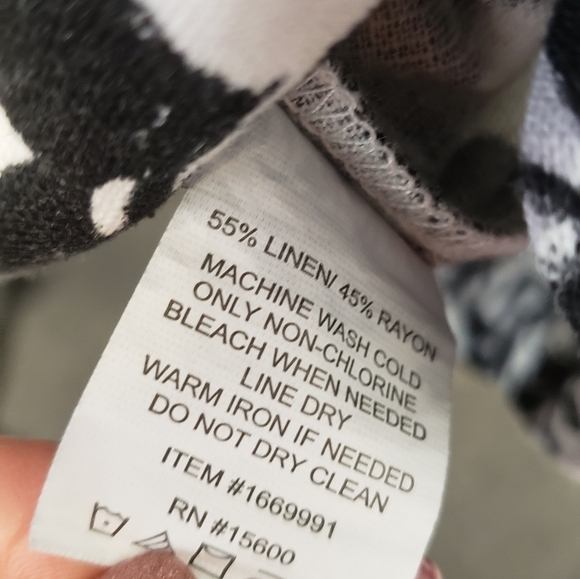 55% LINEN/ 45% RAYON
MACHINE WASH COLD
ONLY NON-CHLORINE
BLEACH WHEN NEEDED
LINE DRY
WARM IRON IF NEEDED
DO NOT DRY CLEAN
ITEM #1669991
RN #15600